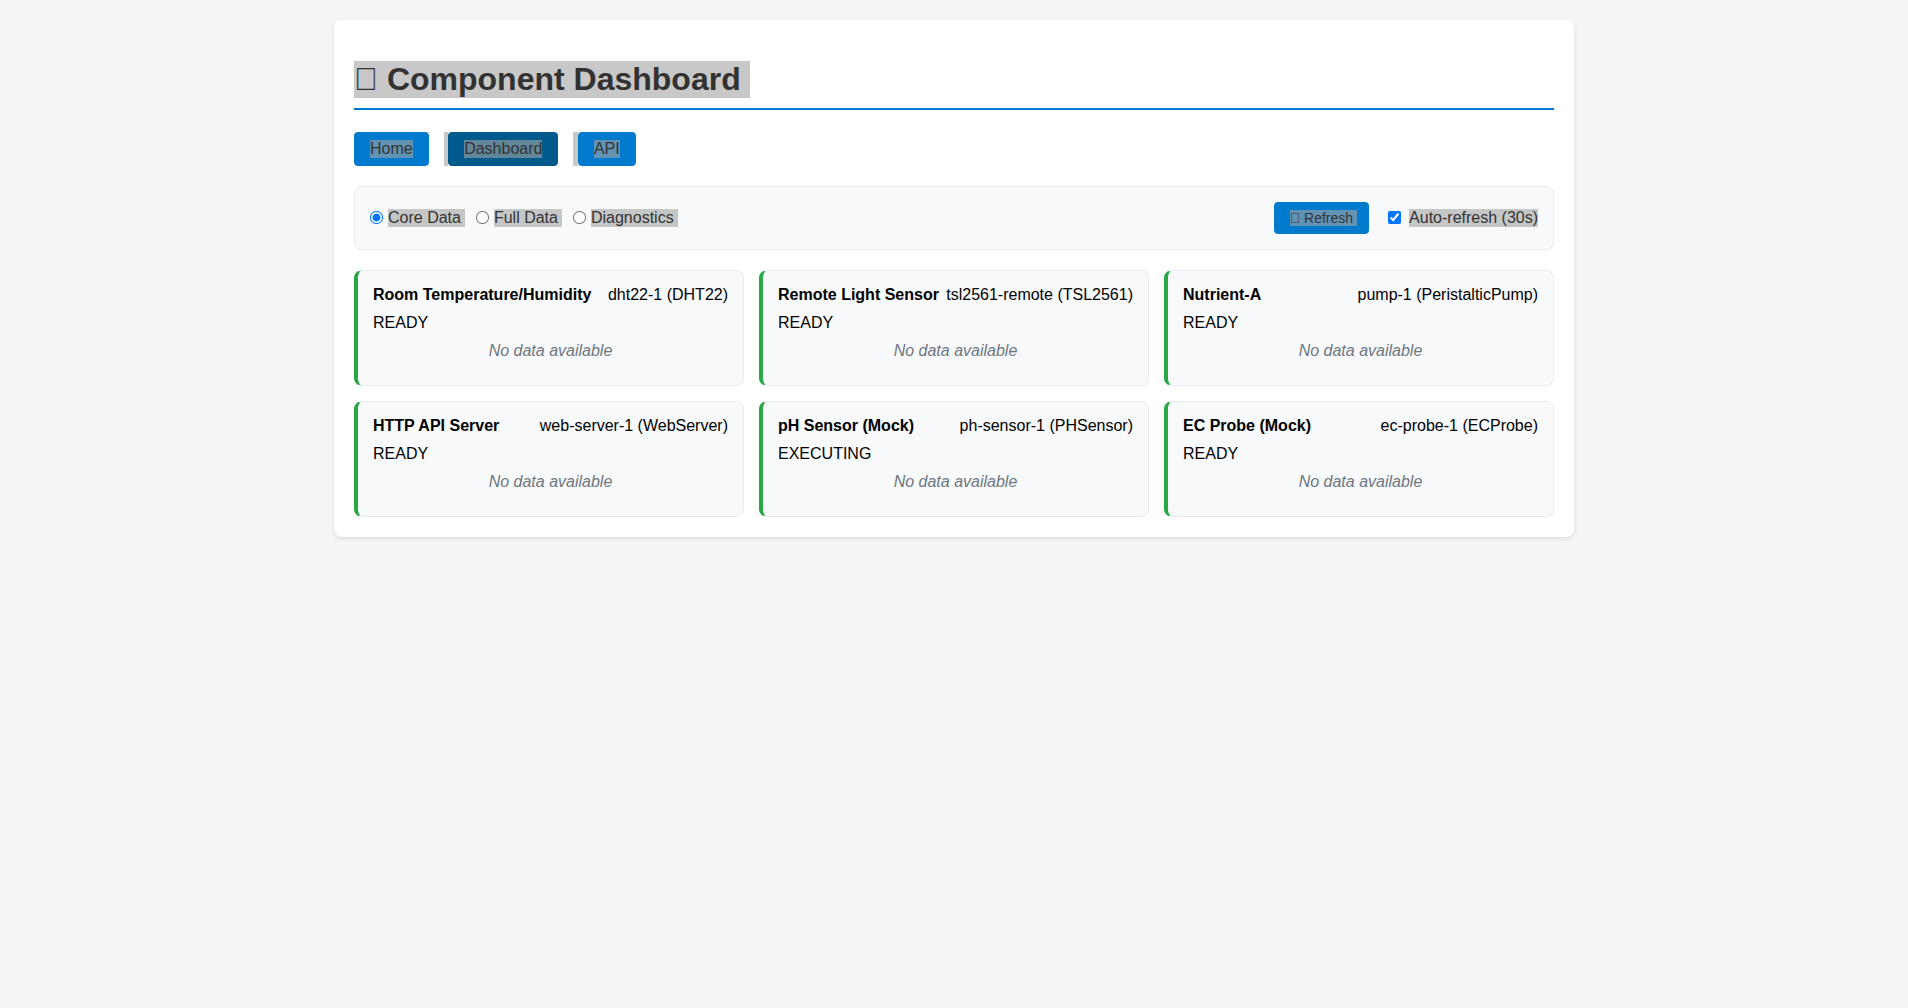 Component Dashboard
Home Dashboard API
Core Data Full Data Diagnostics Refresh Auto-refresh (30s)
Room Temperature/Humidity dht22-1 (DHT22)
READY
No data available
Remote Light Sensor tsl2561-remote (TSL2561)
READY
No data available
Nutrient-A pump-1 (PeristalticPump)
READY
No data available
HTTP API Server web-server-1 (WebServer)
READY
No data available
pH Sensor (Mock) ph-sensor-1 (PHSensor)
EXECUTING
No data available
EC Probe (Mock) ec-probe-1 (ECProbe)
READY
No data available